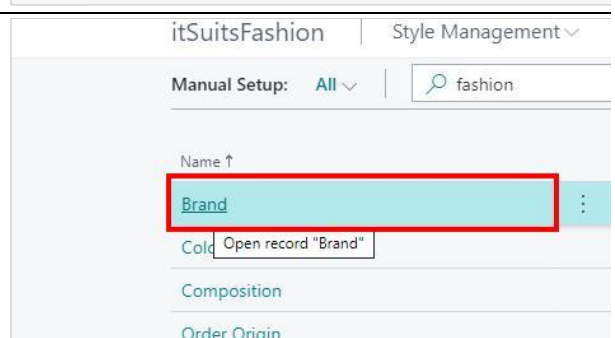 itSuitsFashion Style Management
Manual Setup: All fashion
Name ↑
Brand
Open record "Brand"
Composition
Order Origin